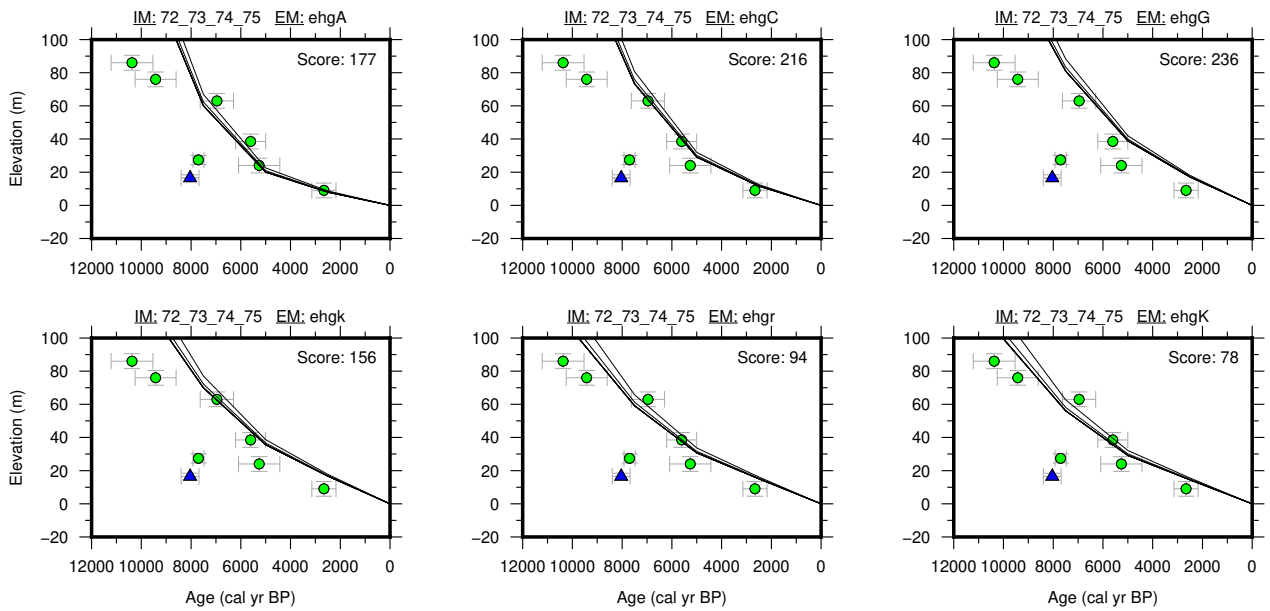 IM: 72_73_74_75 EM: ehgA
IM: 72_73_74_75 EM: ehgC
IM: 72_73_74_75 EM: ehgG
100
80
60
40
20
0
−20
Elevation (m)
Score: 177
12000 10000 8000 6000 4000 2000 0
100
80
60
40
20
0
−20
Score: 216
12000 10000 8000 6000 4000 2000 0
100
80
60
40
20
0
−20
Score: 236
12000 10000 8000 6000 4000 2000 0
IM: 72_73_74_75 EM: ehgk
IM: 72_73_74_75 EM: ehgr
IM: 72_73_74_75 EM: ehgK
100
80
60
40
20
0
−20
Elevation (m)
Score: 156
12000 10000 8000 6000 4000 2000 0
Age (cal yr BP)
100
80
60
40
20
0
−20
Score: 94
12000 10000 8000 6000 4000 2000 0
Age (cal yr BP)
100
80
60
40
20
0
−20
Score: 78
12000 10000 8000 6000 4000 2000 0
Age (cal yr BP)